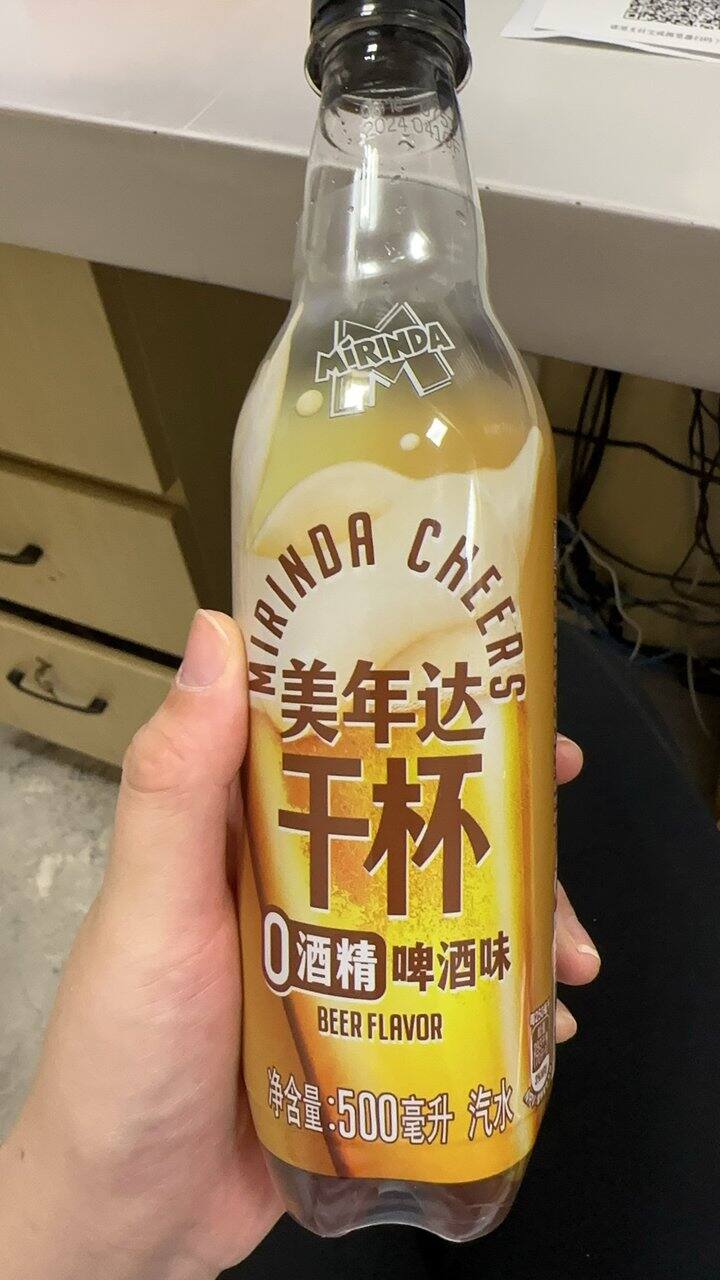 MIRINDA
MIRINDA CHEERS
美年达
干杯
0酒精 啤酒味
BEER FLAVOR
净含量:500毫升 汽水